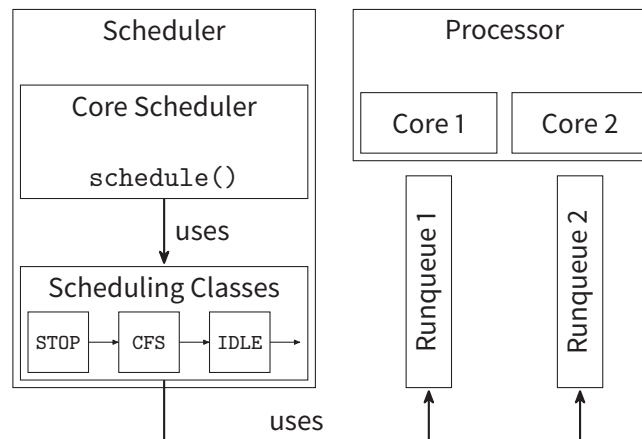 Scheduler
Core Scheduler
schedule()
uses
Scheduling Classes
STOP
CFS
IDLE
uses
Processor
Core 1
Core 2
Runqueue 1
Runqueue 2